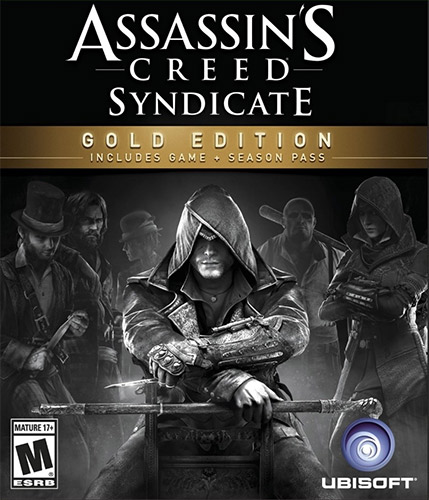 ASSASSIN'S
CREED
SYNDICATE
GOLD EDITION
INCLUDES GAME + SEASON PASS
MATURE 17+
M
ESRB
UBISOFT